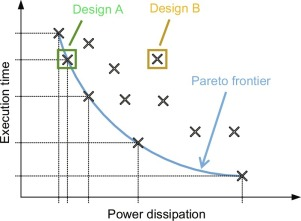 Design A
Design B
Execution time
Pareto frontier
Power dissipation